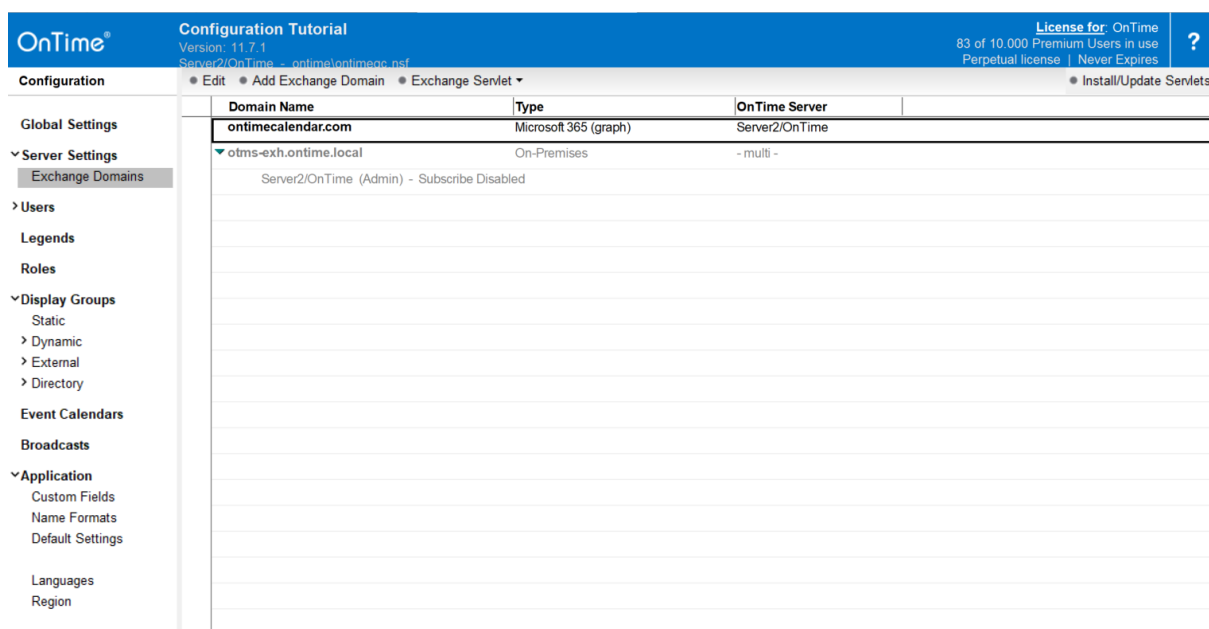 OnTime®
Configuration Tutorial
Version: 11.7.1
Server2/OnTime - ontime\ontimegc.nsf
License for: OnTime
83 of 10.000 Premium Users in use
Perpetual license | Never Expires
?
Configuration
Edit Add Exchange Domain Exchange Servlet
Install/Update Servlets
Global Settings
Server Settings
Exchange Domains
Users
Legends
Roles
Display Groups
Static
Dynamic
External
Directory
Event Calendars
Broadcasts
Application
Custom Fields
Name Formats
Default Settings
Languages
Region
Domain Name Type OnTime Server
ontimecalendar.com Microsoft 365 (graph) Server2/OnTime
otms-exh.ontime.local On-Premises - multi -
Server2/OnTime (Admin) - Subscribe Disabled